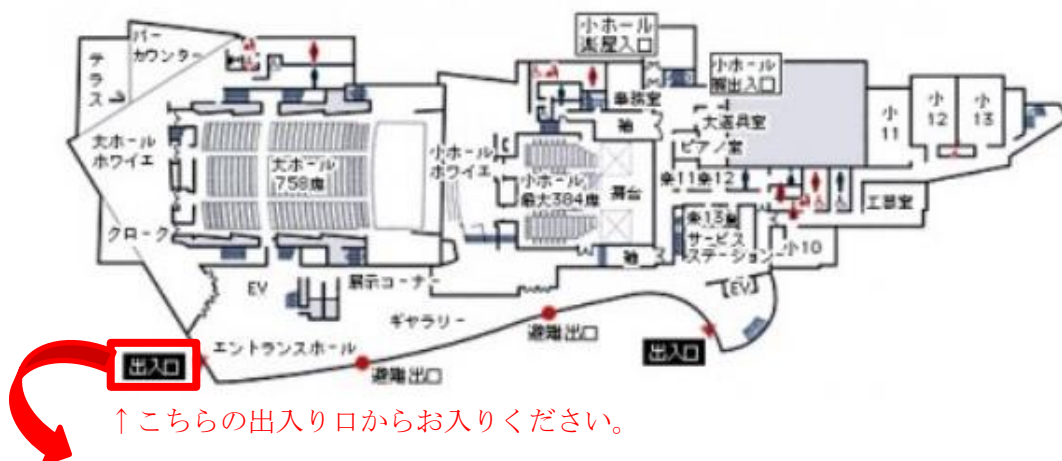 小ホール
楽屋入口
バー
カウンター
テラス
小ホール
搬出入口
事務室
袖
大道具室
ピアノ室
小
11
小
12
小
13
大ホール
ホワイエ
大ホール
758席
小ホール
ホワイエ
小ホール
最大384席
舞台
楽11
楽12
楽13
サービス
ステーション
工芸室
小10
クローク
袖
EV
展示コーナー
EV
ギャラリー
避難出口
エントランスホール
出入口
避難出口
出入口
↑こちらの出入り口からお入りください。